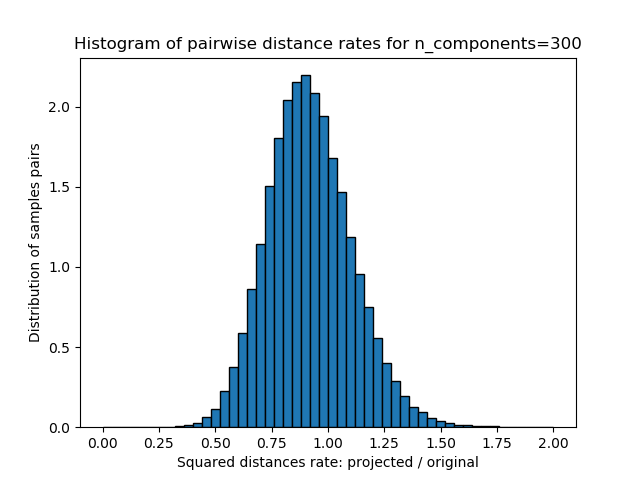 Histogram of pairwise distance rates for n_components=300
Distribution of samples pairs
2.0
1.5
1.0
0.5
0.0
0.00 0.25 0.50 0.75 1.00 1.25 1.50 1.75 2.00
Squared distances rate: projected / original